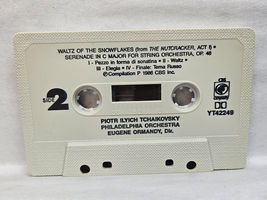 WALTZ OF THE SNOWFLAKES (from THE NUTCRACKER, ACT I) •
SERENADE IN C MAJOR FOR STRING ORCHESTRA, OP. 48
I - Pezzo in forma di sonatina • II - Waltz •
III - Elegia • IV - Finale: Tema Russo
©Compilation P 1986 CBS Inc.
SIDE 2
CBS
YT42249
PIOTR ILYICH TCHAIKOVSKY
PHILADELPHIA ORCHESTRA
EUGENE ORMANDY, Dir.